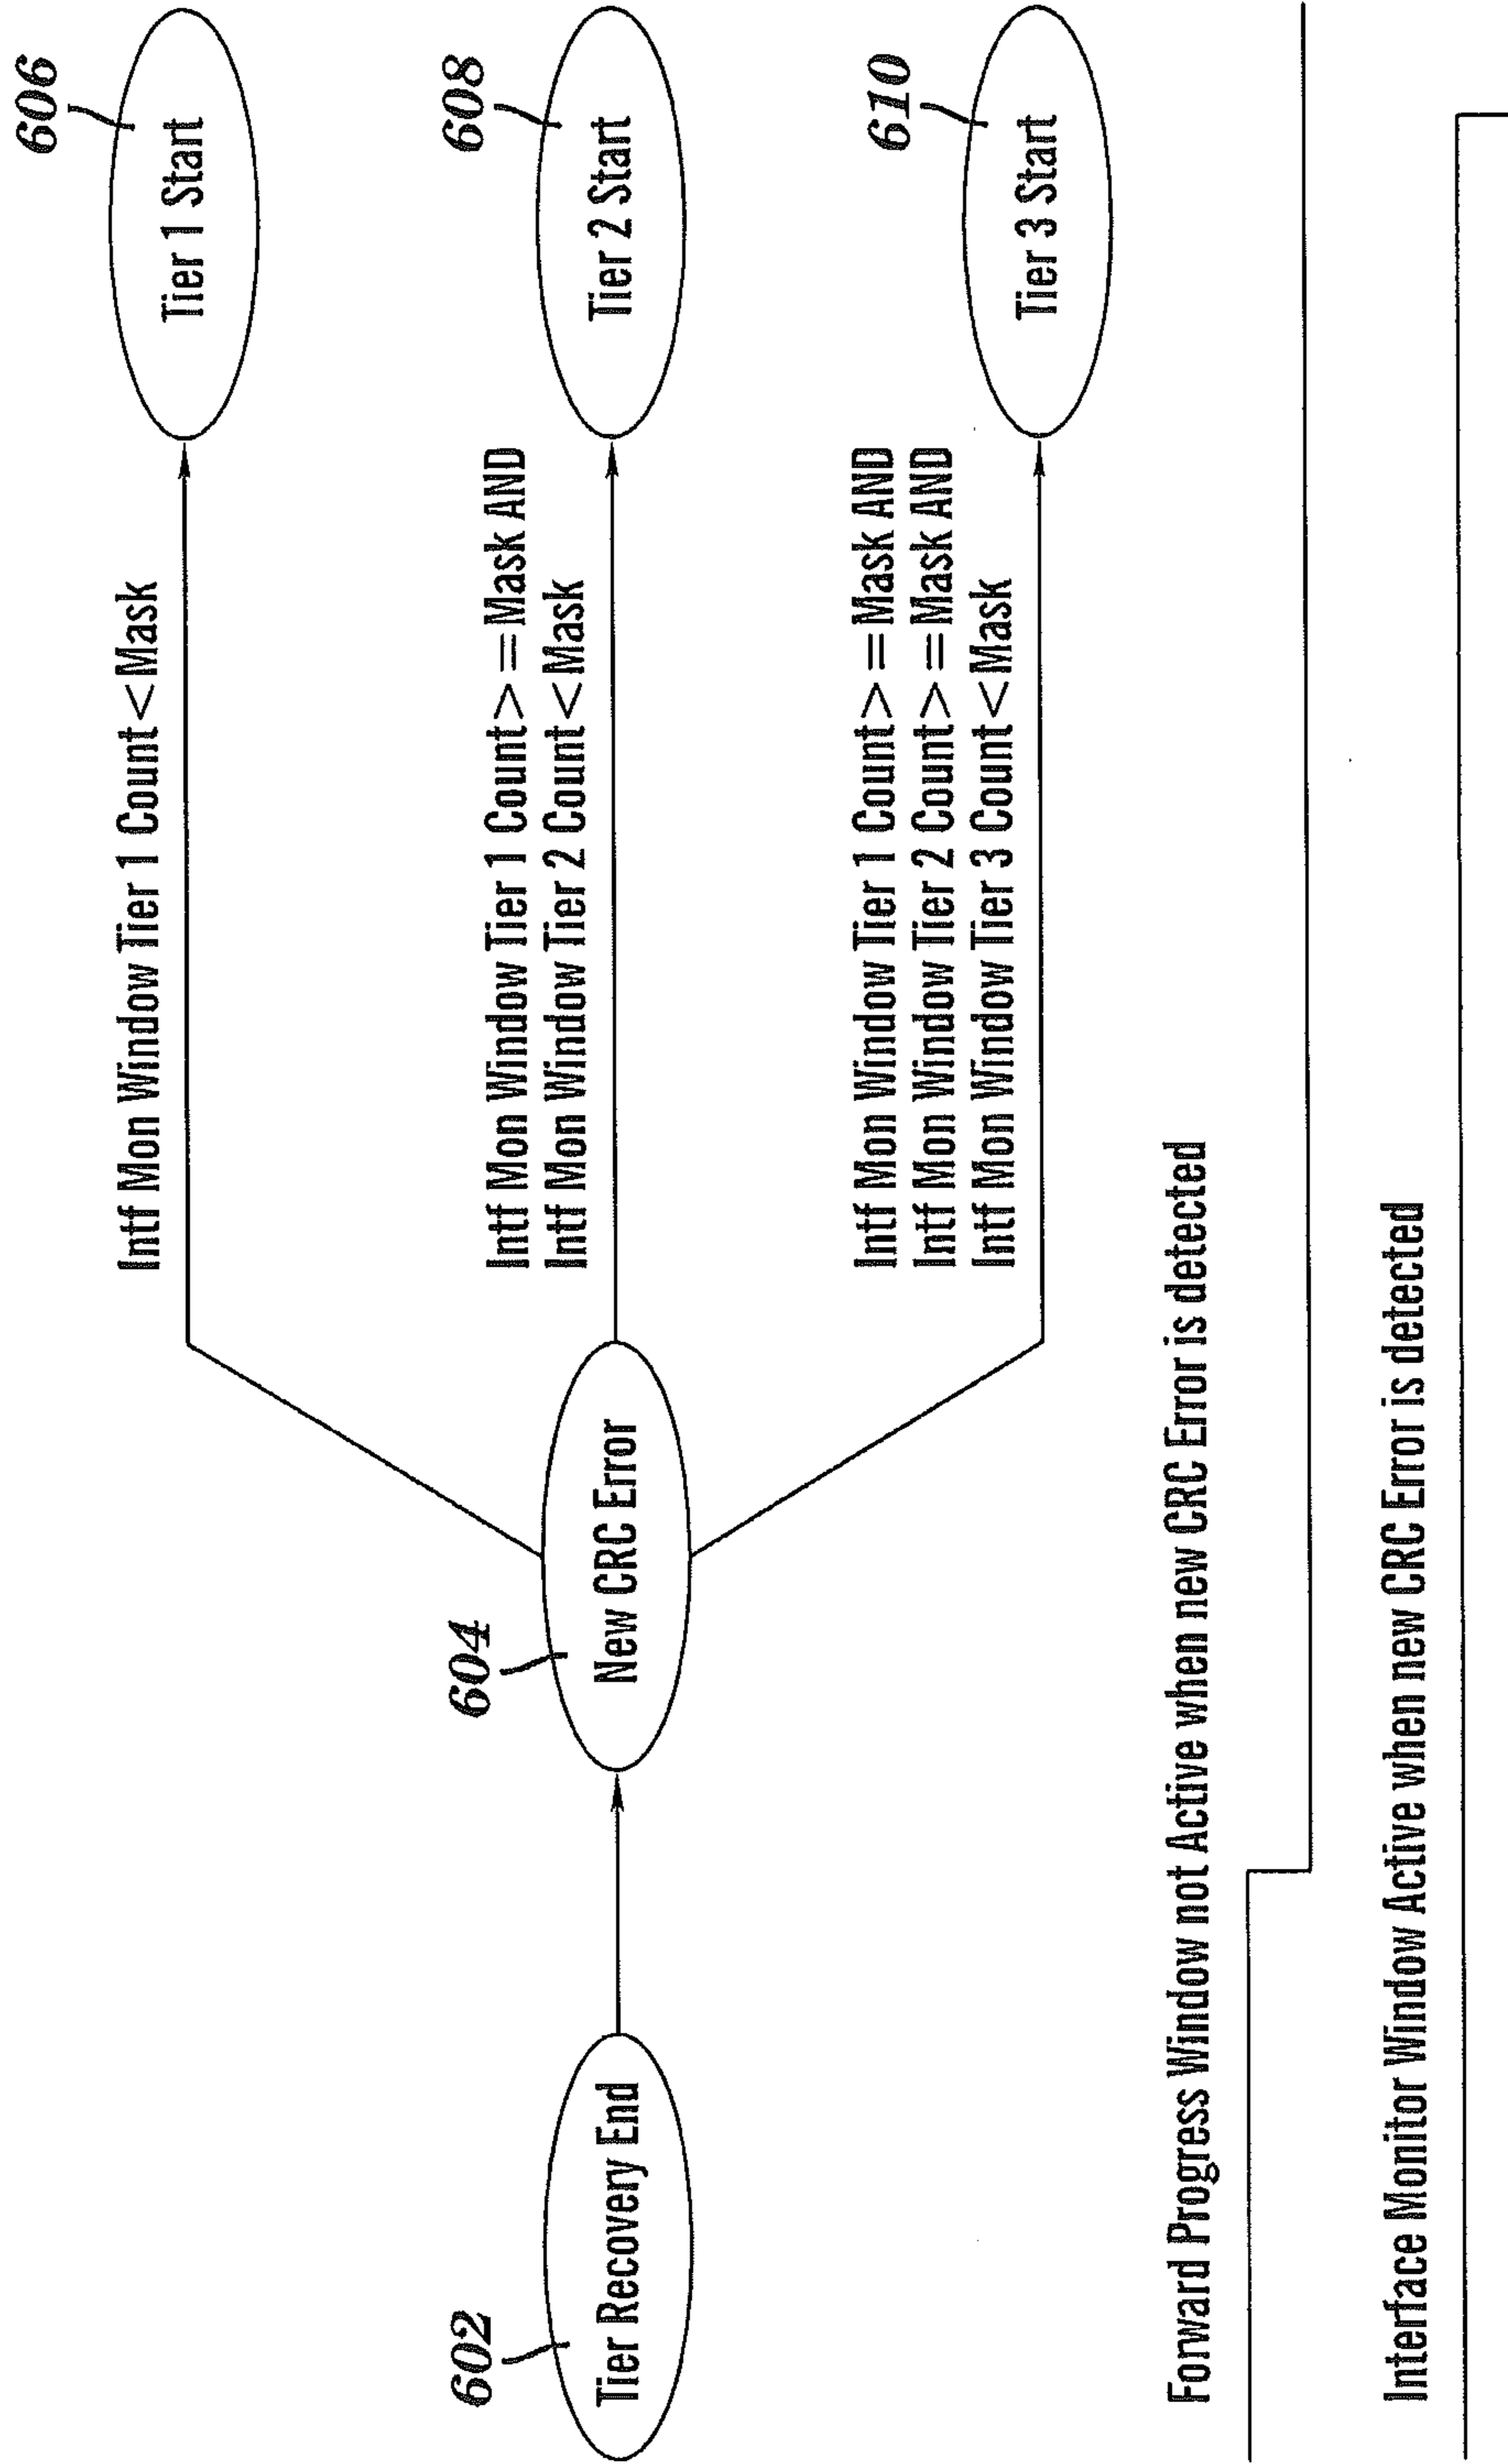 606
Tier 1 Start
Intf Mon Window Tier 1 Count<Mask
608
Tier 2 Start
Intf Mon Window Tier 1 Count>=Mask AND
Intf Mon Window Tier 2 Count<Mask
604
New CRC Error
602
Tier Recovery End
610
Tier 3 Start
Intf Mon Window Tier 1 Count>=Mask AND
Intf Mon Window Tier 2 Count>=Mask AND
Intf Mon Window Tier 3 Count<Mask
Forward Progress Window not Active when new CRC Error is detected
Interface Monitor Window Active when new CRC Error is detected